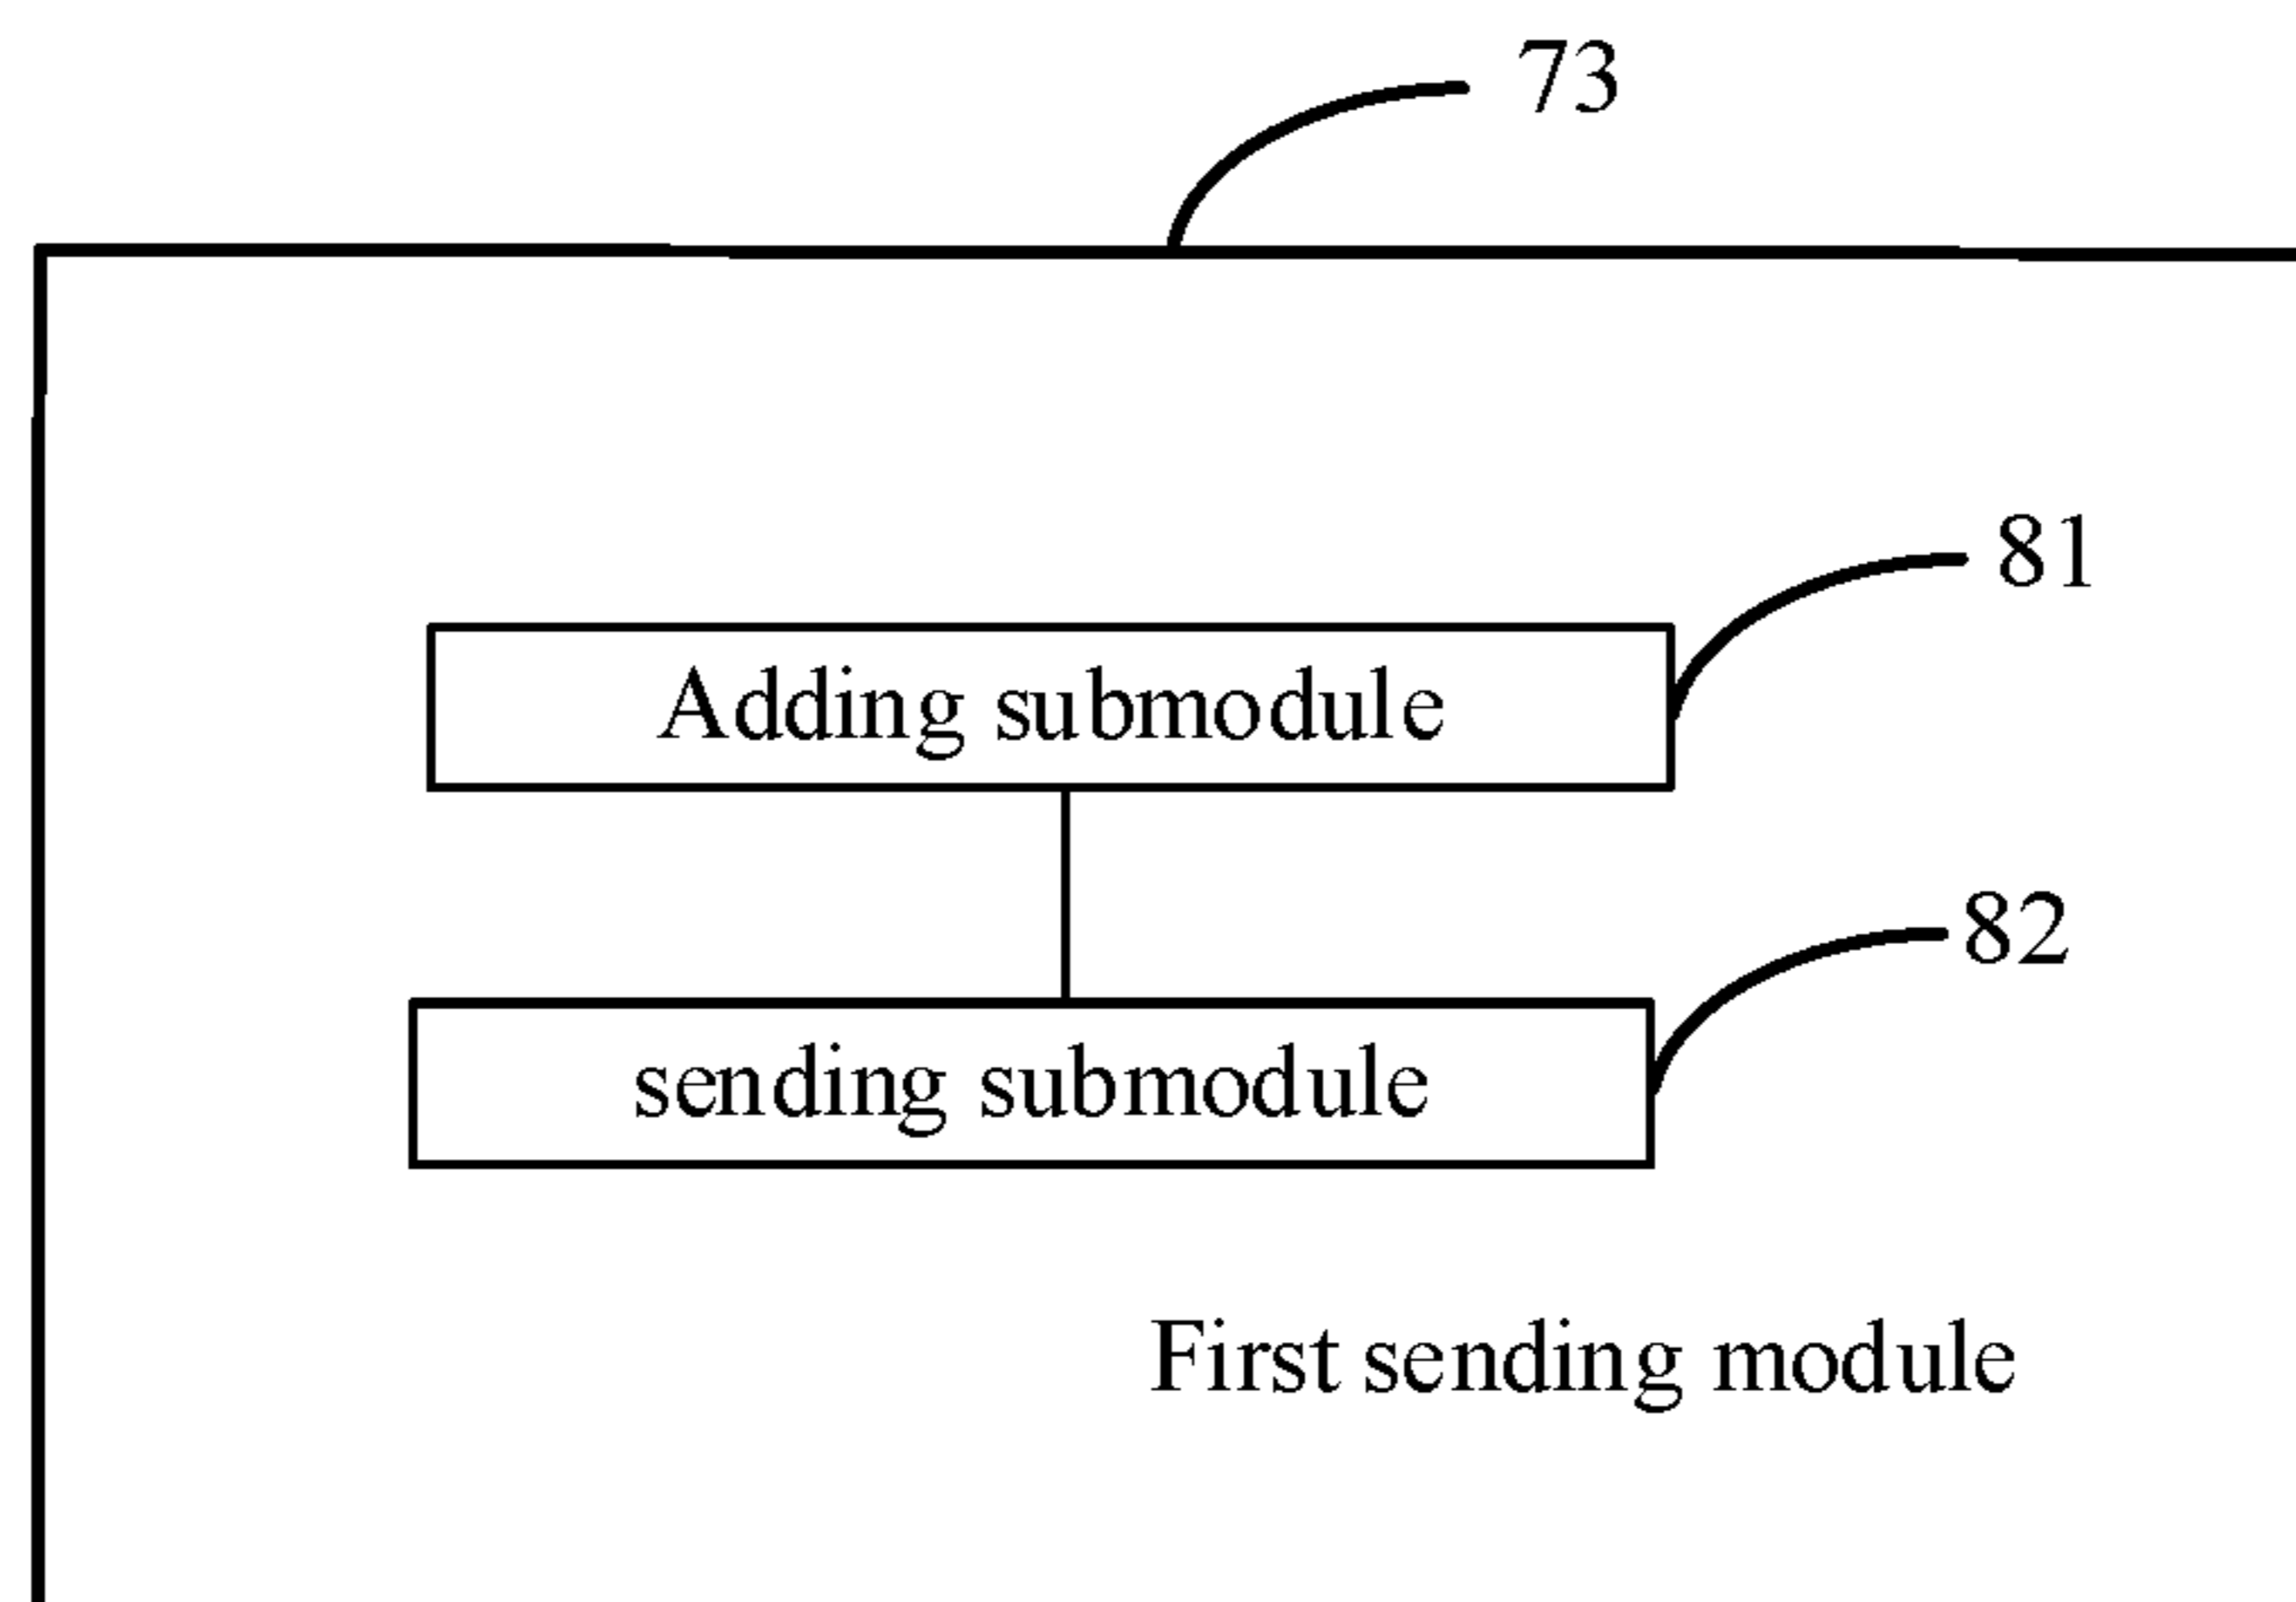 73
81
Adding submodule
82
sending submodule
First sending module